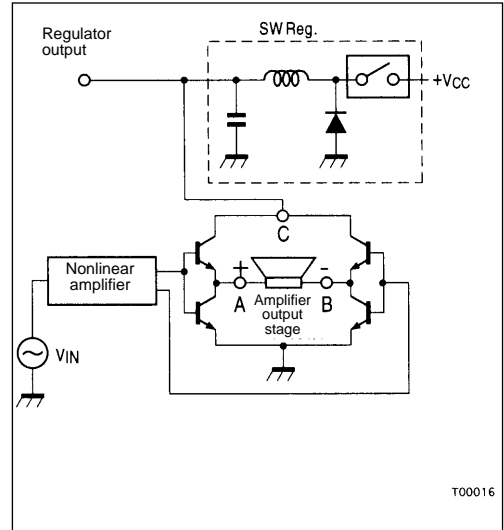 SW Reg.
Regulator
output
+VCC
C
Nonlinear
amplifier
+
-
A
Amplifier
output
stage
B
VIN
T00016